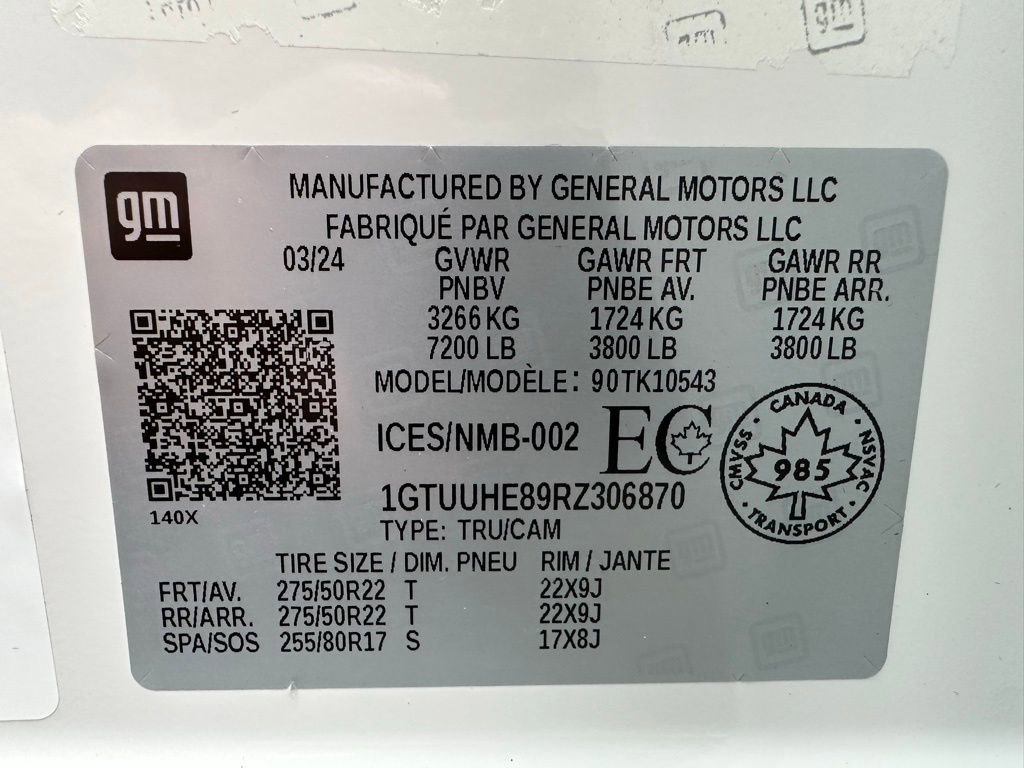 gm
MANUFACTURED BY GENERAL MOTORS LLC
FABRIQUÉ PAR GENERAL MOTORS LLC
03/24 GVWR GAWR FRT GAWR RR
PNBV PNBE AV. PNBE ARR.
3266 KG 1724 KG 1724 KG
7200 LB 3800 LB 3800 LB
MODEL/MODÈLE: 90TK10543
ICES/NMB-002 EC
CANADA
CMVSS 985 NSVAC
TRANSPORT
1GTUUHE89RZ306870
140X
TYPE: TRU/CAM
TIRE SIZE / DIM. PNEU RIM / JANTE
FRT/AV. 275/50R22 T 22X9J
RR/ARR. 275/50R22 T 22X9J
SPA/SOS 255/80R17 S 17X8J